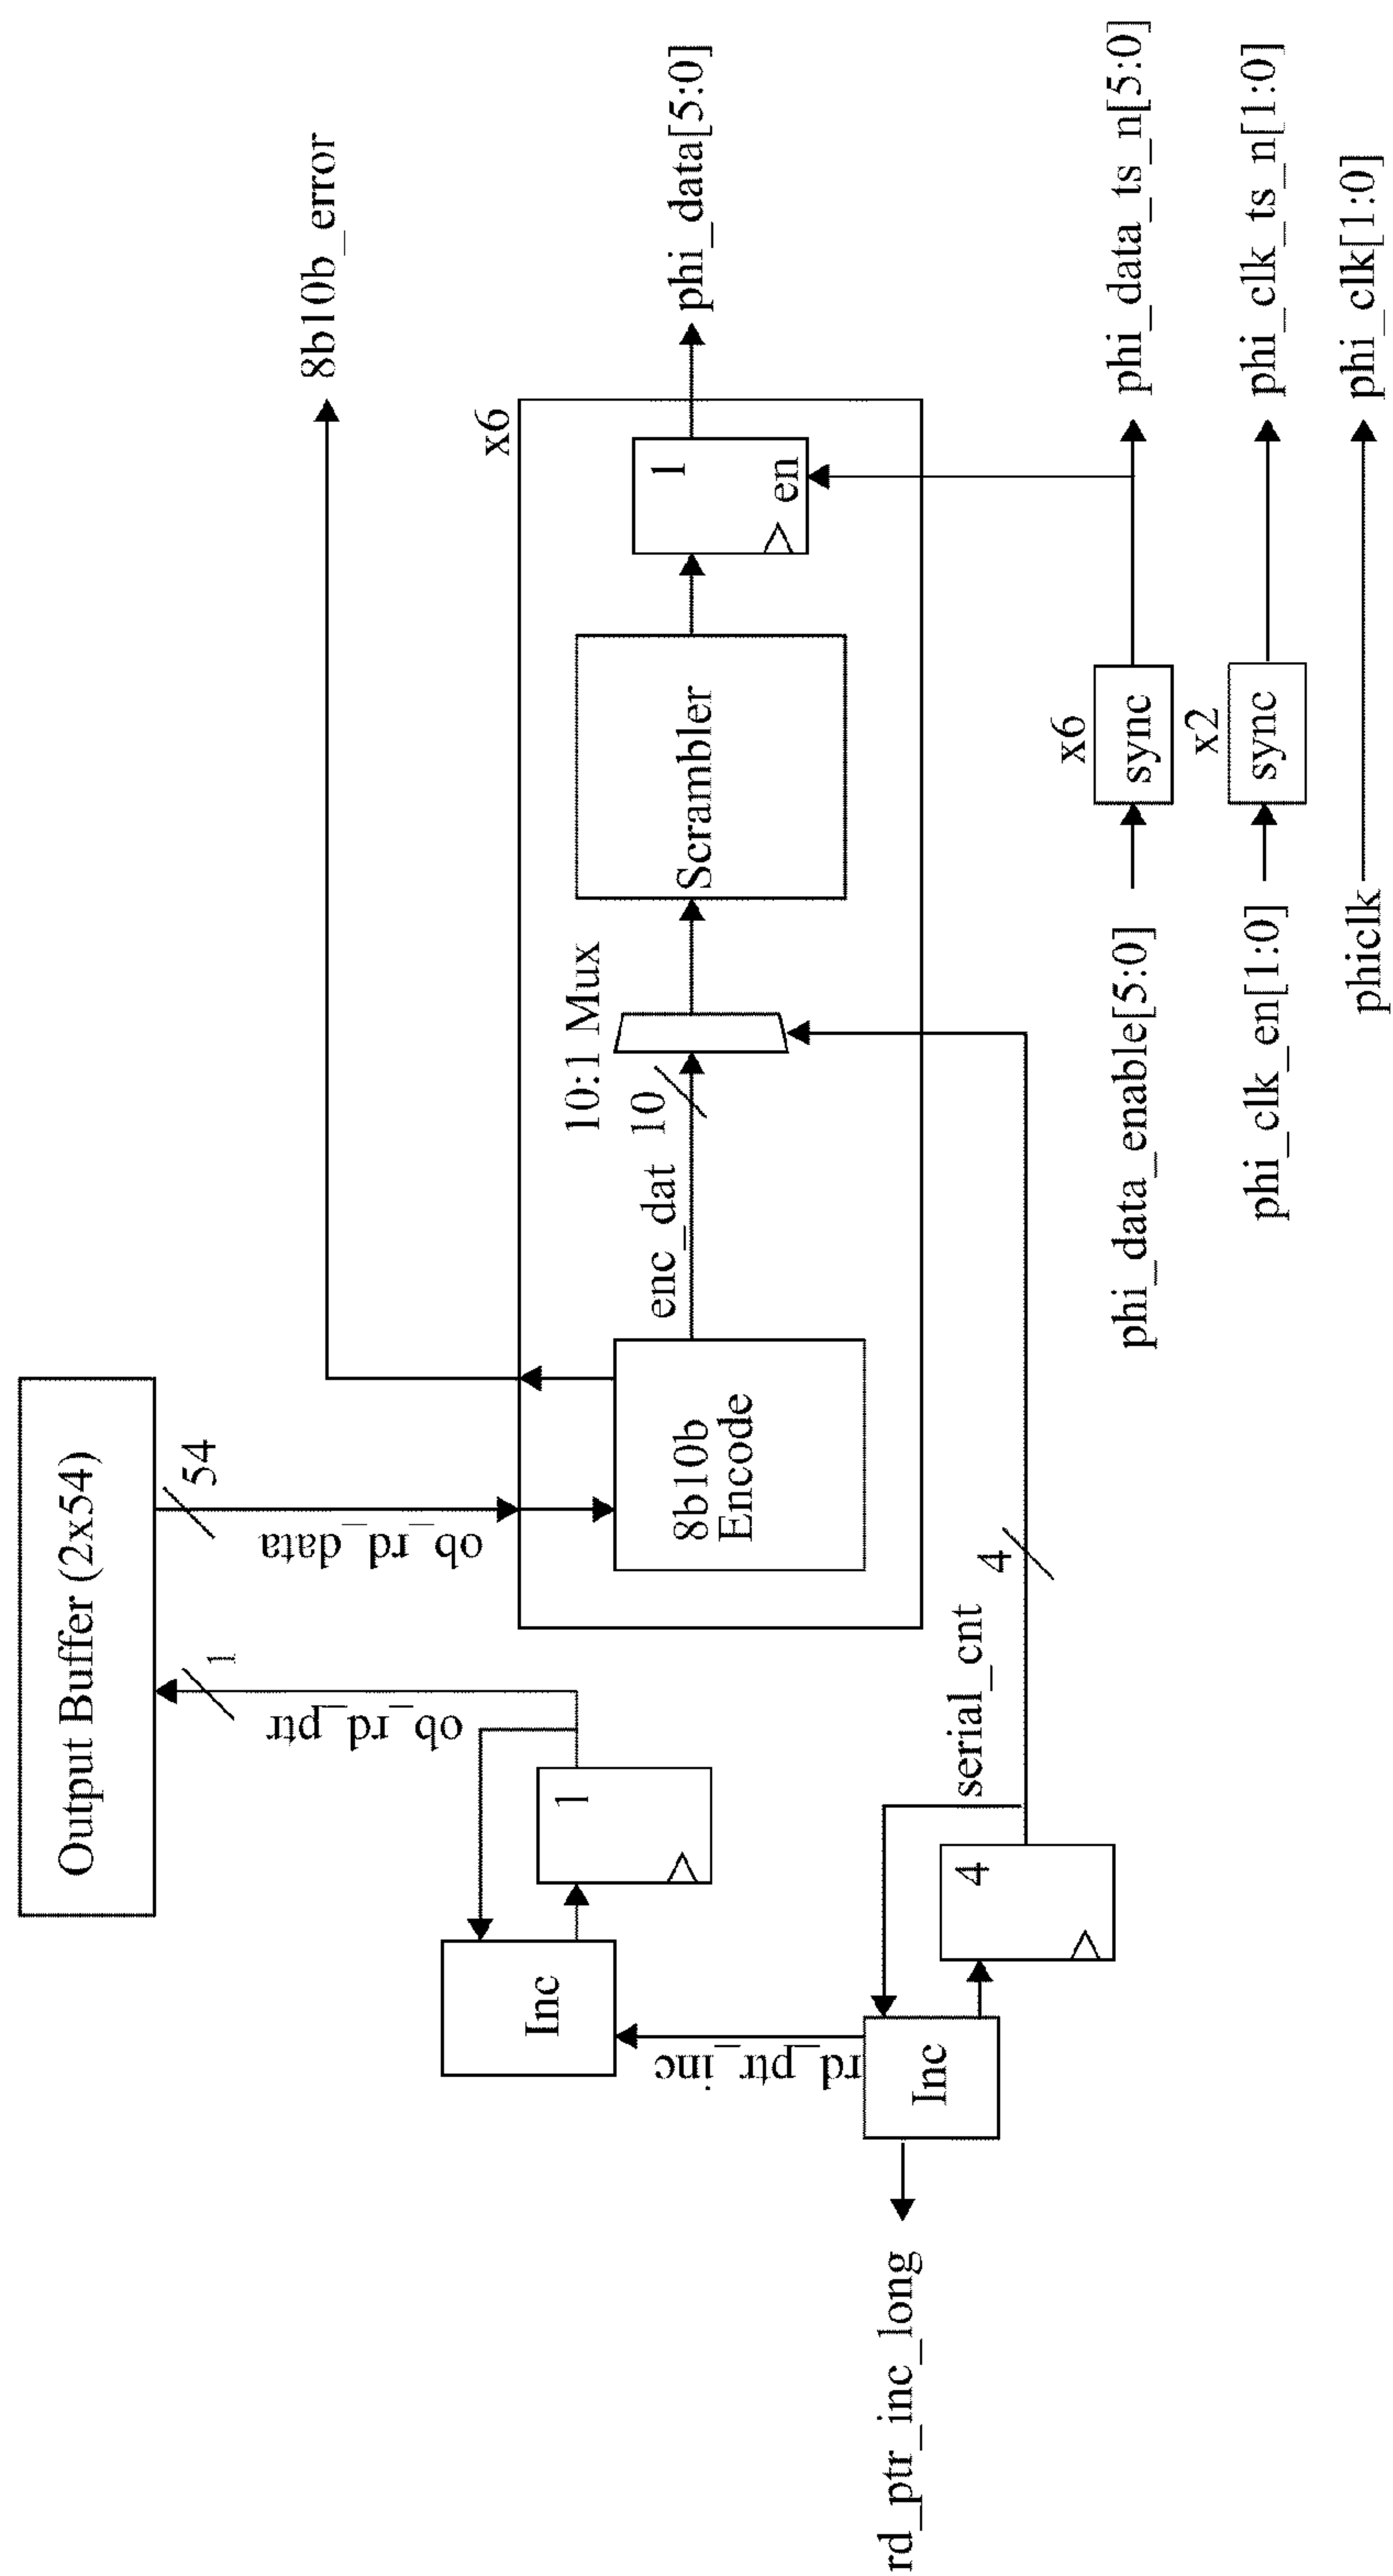 Output Buffer (2x54)
1
ob_rd_ptr
54
ob_rd_data
8b10b_error
Inc
1
rd_ptr_inc
x6
8b10b
Encode
enc_dat
10
10:1 Mux
Scrambler
1
en
phi_data[5:0]
rd_ptr_inc_long
Inc
4
serial_cnt
4
phi_data_enable[5:0]
x6
sync
phi_data_ts_n[5:0]
phi_clk_en[1:0]
x2
sync
phi_clk_ts_n[1:0]
phiclk
phi_clk[1:0]